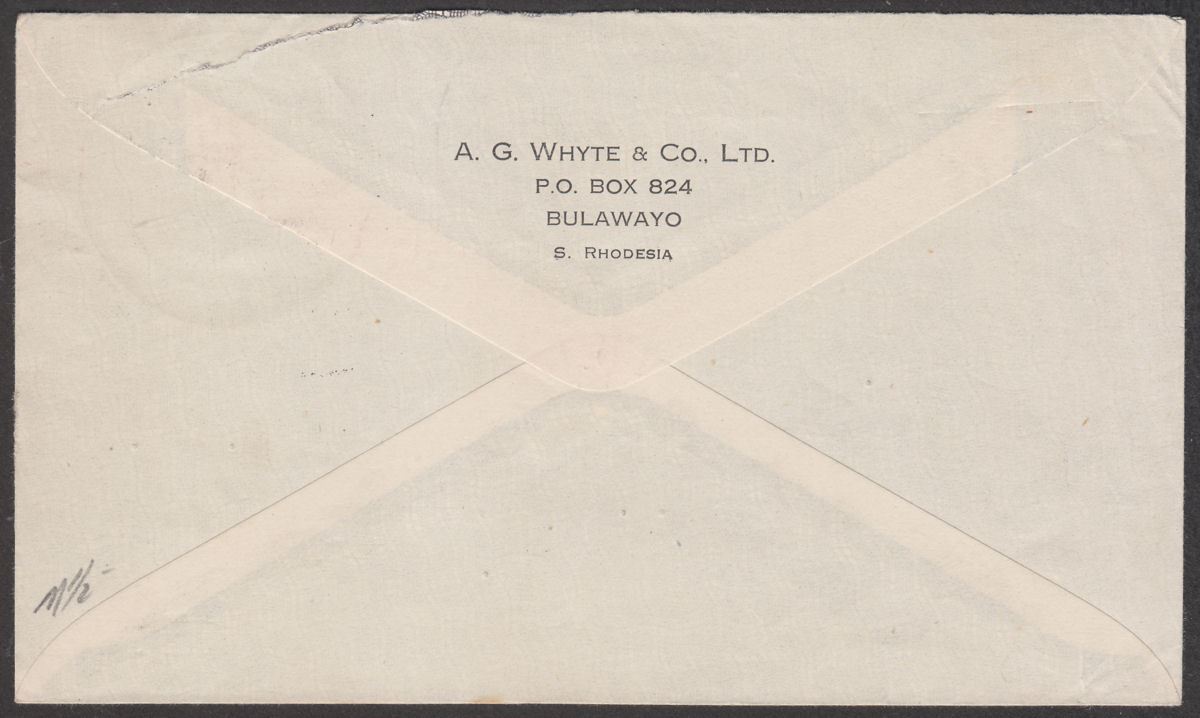 A. G. WHYTE & CO., LTD.
P.O. BOX 824
BULAWAYO
S. RHODESIA